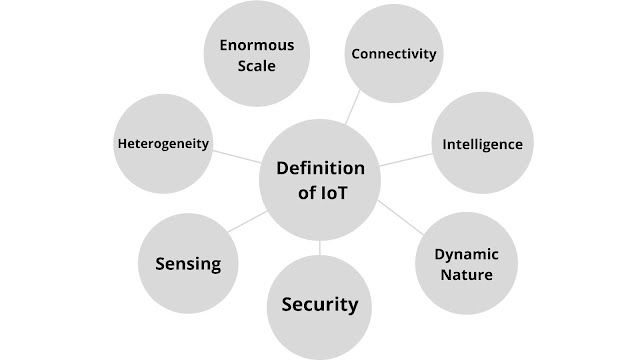 Enormous
Scale
Connectivity
Heterogeneity
Intelligence
Definition
of IoT
Sensing
Dynamic
Nature
Security